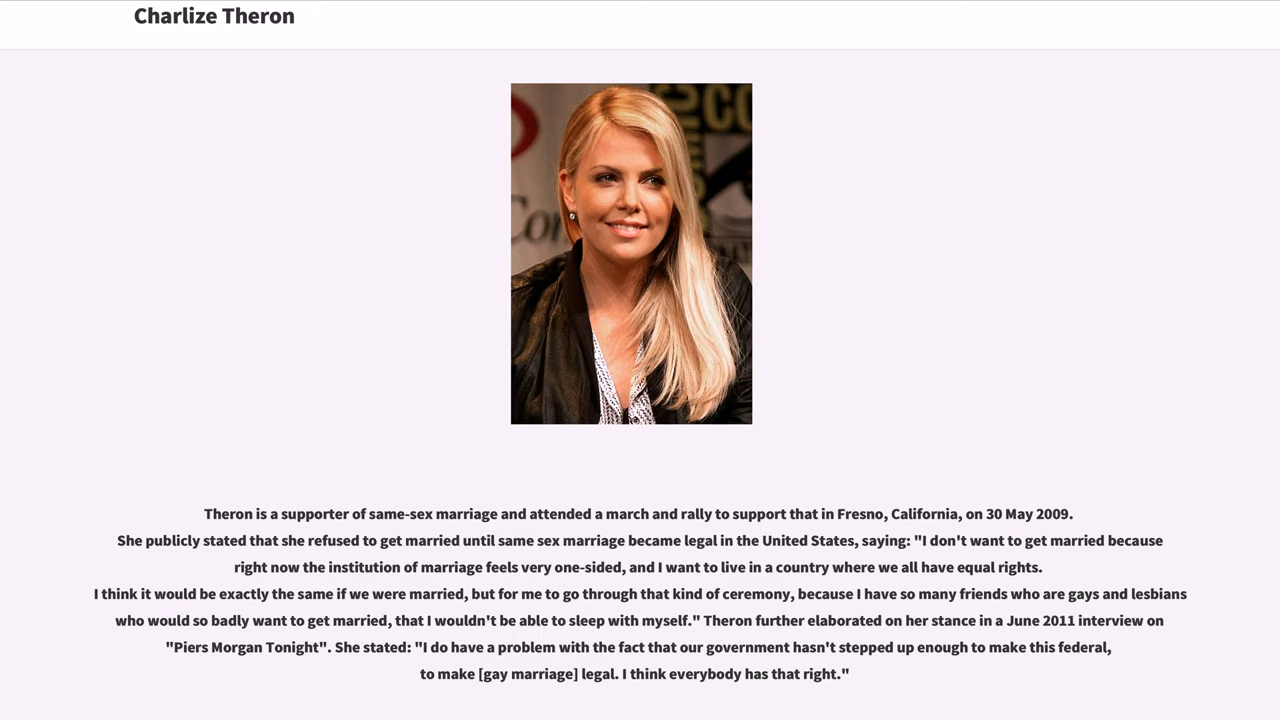 Charlize Theron
CO
Con
Theron is a supporter of same-sex marriage and attended a march and rally to support that in Fresno, California, on 30 May 2009.
She publicly stated that she refused to get married until same sex marriage became legal in the United States, saying: "I don't want to get married because
right now the institution of marriage feels very one-sided, and I want to live in a country where we all have equal rights.
I think it would be exactly the same if we were married, but for me to go through that kind of ceremony, because I have so many friends who are gays and lesbians
who would so badly want to get married, that I wouldn't be able to sleep with myself." Theron further elaborated on her stance in a June 2011 interview on
"Piers Morgan Tonight". She stated: "I do have a problem with the fact that our government hasn't stepped up enough to make this federal,
to make [gay marriage] legal. I think everybody has that right."